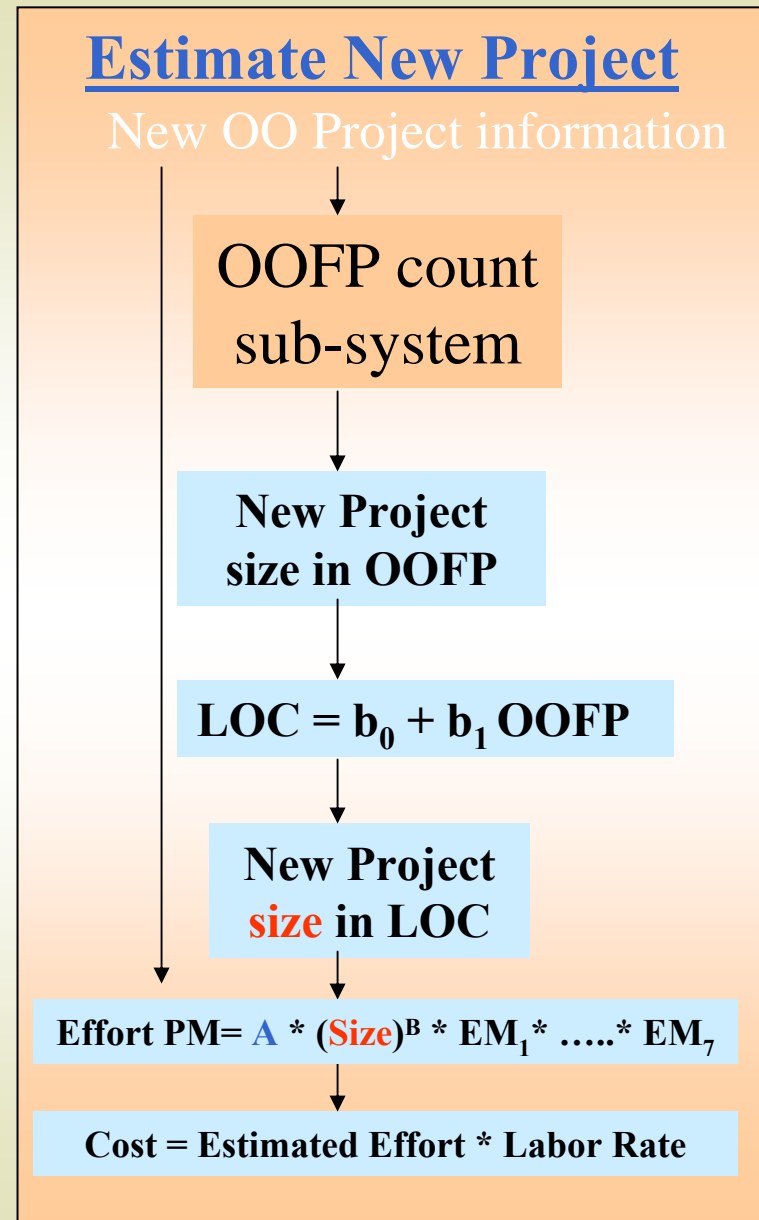 Estimate New Project
New OO Project information
OOFP count
sub-system
New Project
size in OOFP
LOC = b₀ + b₁ OOFP
New Project
size in LOC
Effort PM= A * (Size)ᴮ * EM₁* …..* EM₇
Cost = Estimated Effort * Labor Rate